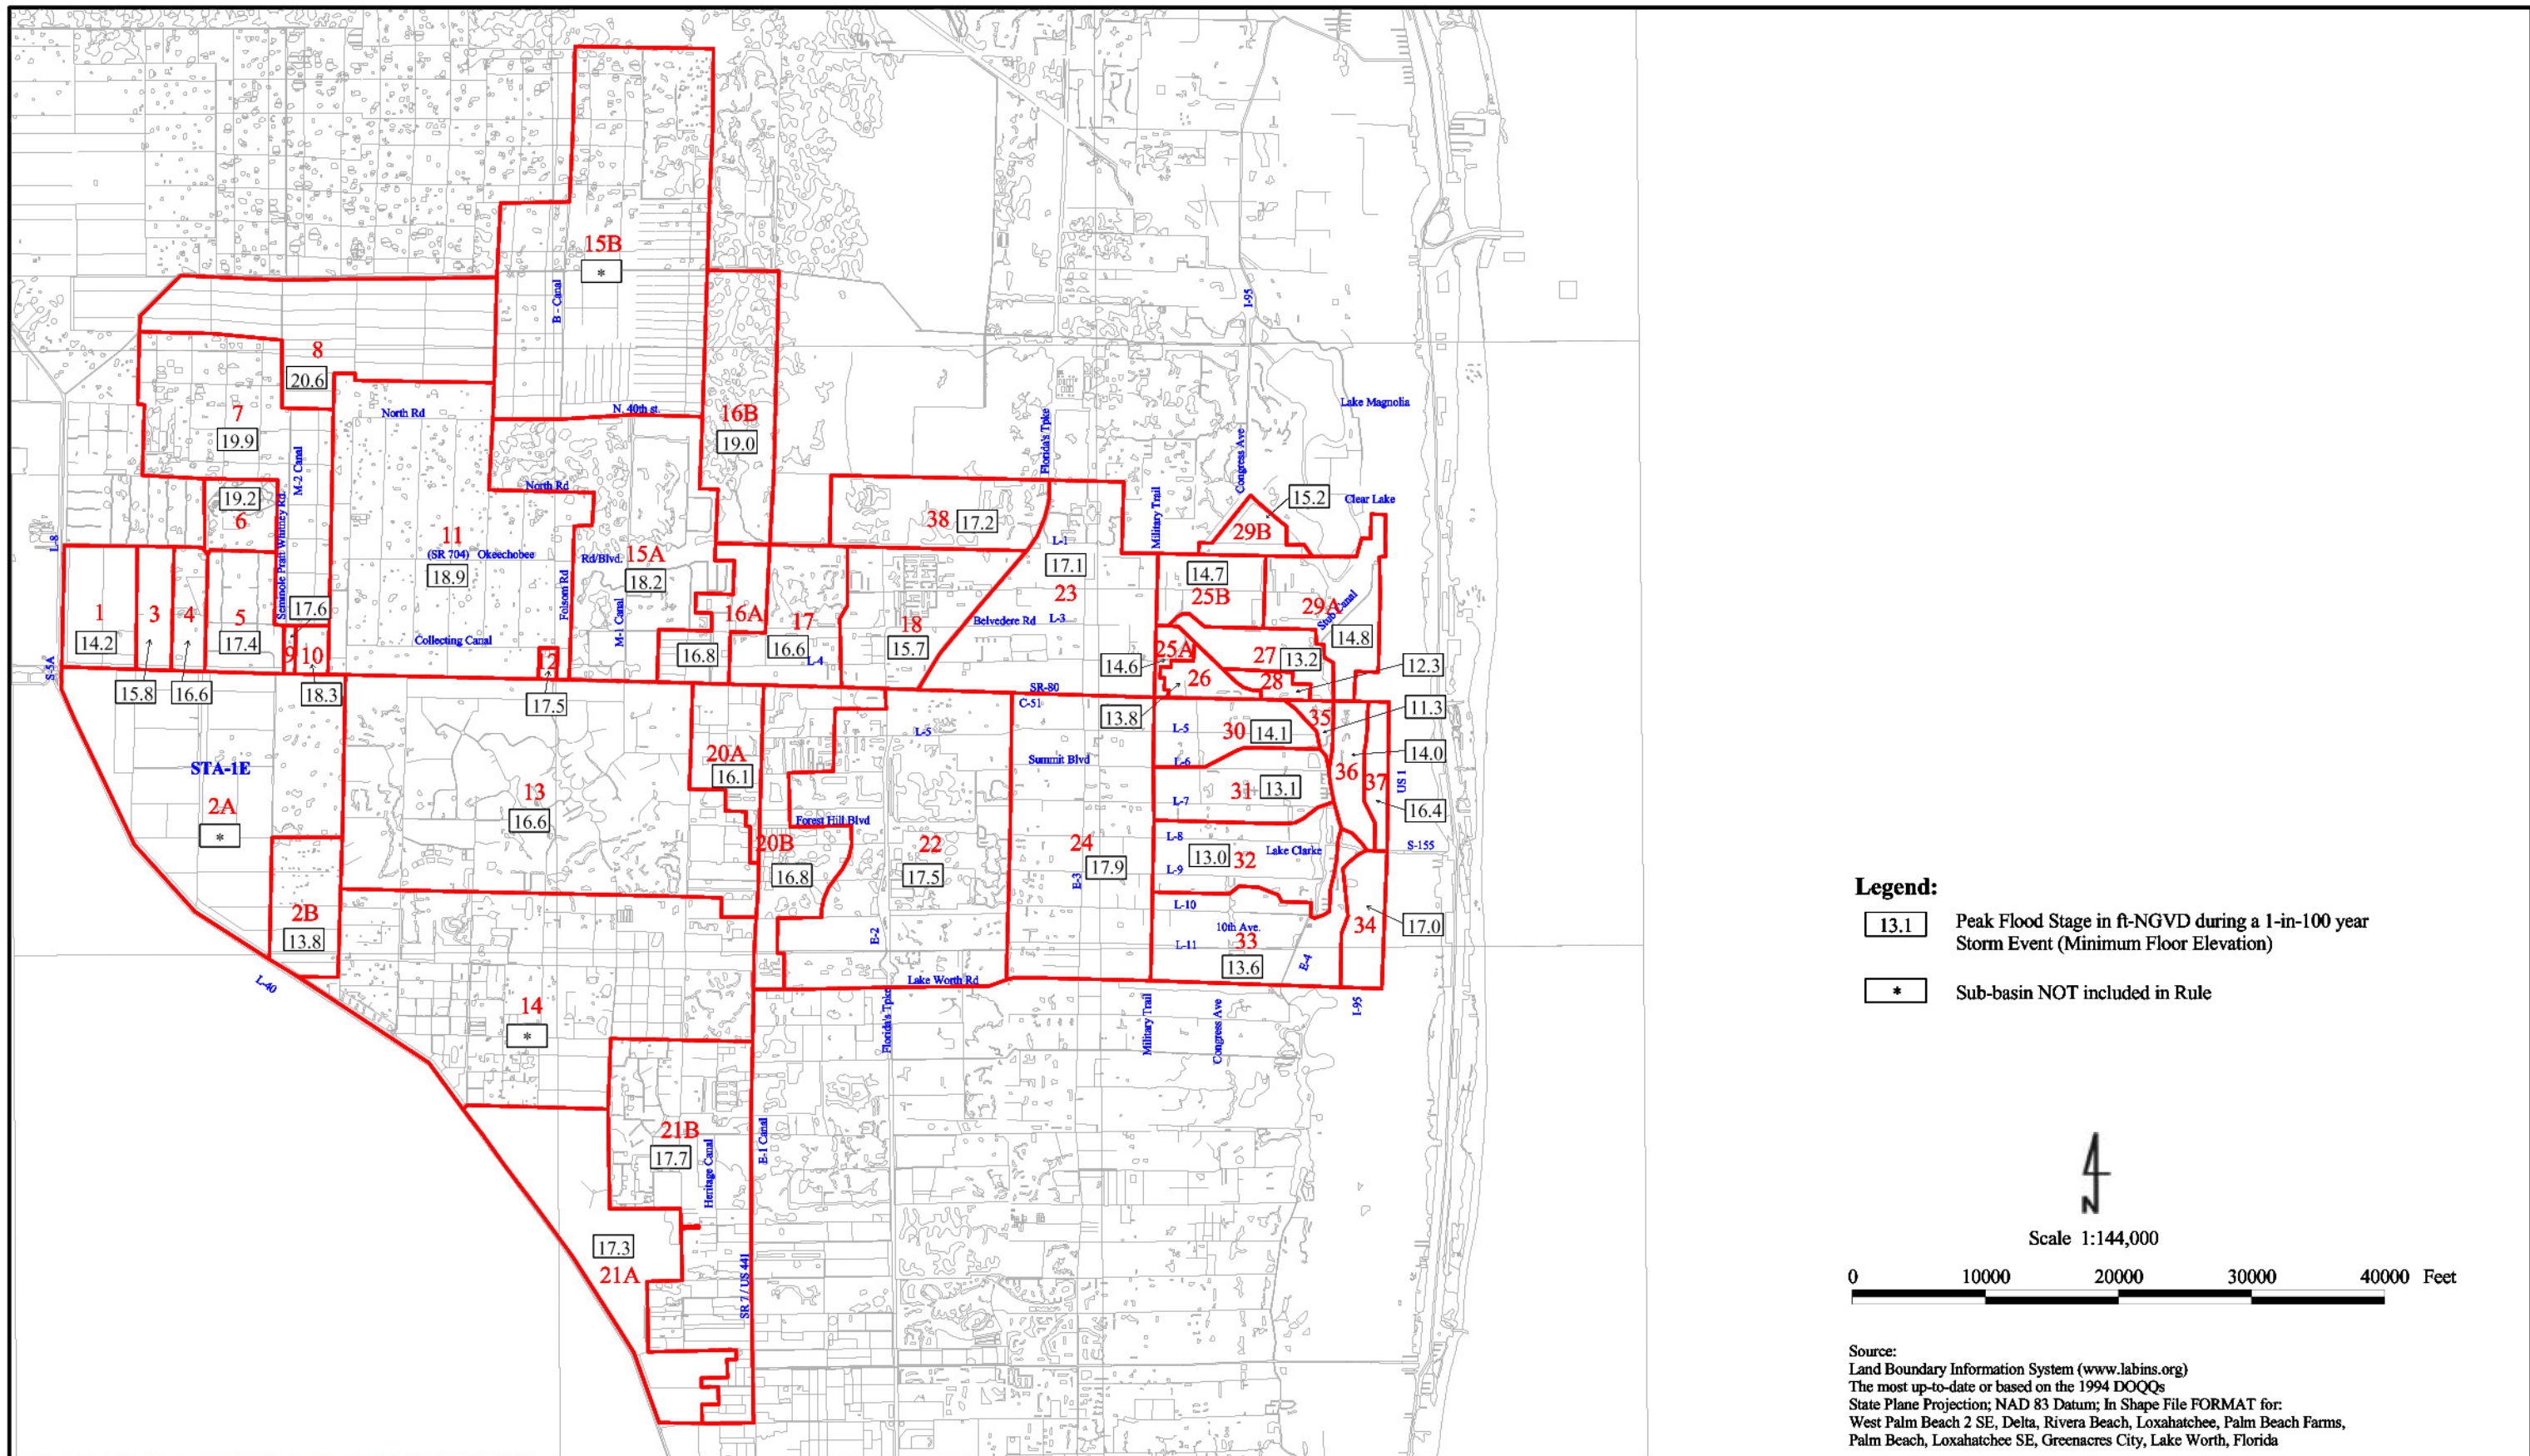 15B
*
B - Canal
I-95
8
20.6
7
19.9
North Rd
N. 40th st.
16B
19.0
Florida's Tpke
Lake Magnolia
Congress Ave
M-2 Canal
Seminole Pratt Whitney Rd.
19.2
6
North Rd
38
17.2
Military Trail
15.2
Clear Lake
29B
L-8
11
(SR 704) Okeechobee
18.9
Rd/Blvd.
15A
18.2
Folsom Rd
M-1 Canal
L-1
17.1
23
14.7
25B
29A
Stub Canal
14.8
1
14.2
3
4
5
17.4
17.6
9
10
Collecting Canal
12
16A
16.8
17
16.6
L-4
18
15.7
Belvedere Rd
L-3
25A
14.6
26
27
13.2
28
12.3
S-5A
15.8
16.6
18.3
17.5
SR-80
C-51
13.8
L-5
30
14.1
35
11.3
STA-1E
2A
*
13
16.6
20A
16.1
L-5
Summit Blvd
L-6
36
14.0
37
US 1
31
13.1
L-7
16.4
Forest Hill Blvd
20B
16.8
22
17.5
24
17.9
E-3
L-8
13.0
32
Lake Clarke
S-155
L-9
2B
13.8
L-10
34
17.0
E-2
10th Ave.
33
L-11
13.6
E-4
L-40
Lake Worth Rd
14
*
Florida's Tpke
Military Trail
Congress Ave
I-95
21B
17.7
Heritage Canal
E-1 Canal
17.3
21A
SR 7 / US 441
Legend:
13.1
Peak Flood Stage in ft-NGVD during a 1-in-100 year
Storm Event (Minimum Floor Elevation)
*
Sub-basin NOT included in Rule
N
Scale 1:144,000
0 10000 20000 30000 40000 Feet
Source:
Land Boundary Information System (www.labins.org)
The most up-to-date or based on the 1994 DOQQs
State Plane Projection; NAD 83 Datum; In Shape File FORMAT for:
West Palm Beach 2 SE, Delta, Rivera Beach, Loxahatchee, Palm Beach Farms,
Palm Beach, Loxahatchee SE, Greenacres City, Lake Worth, Florida